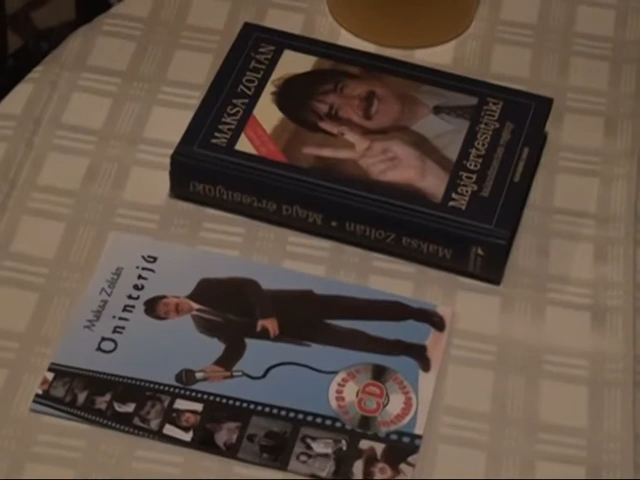 MAKSA ZOLTÁN
Majd értesítjük!
Maksa Zoltán * Majd értesítjük!
Maksa Zoltán
Öninterjú
CD